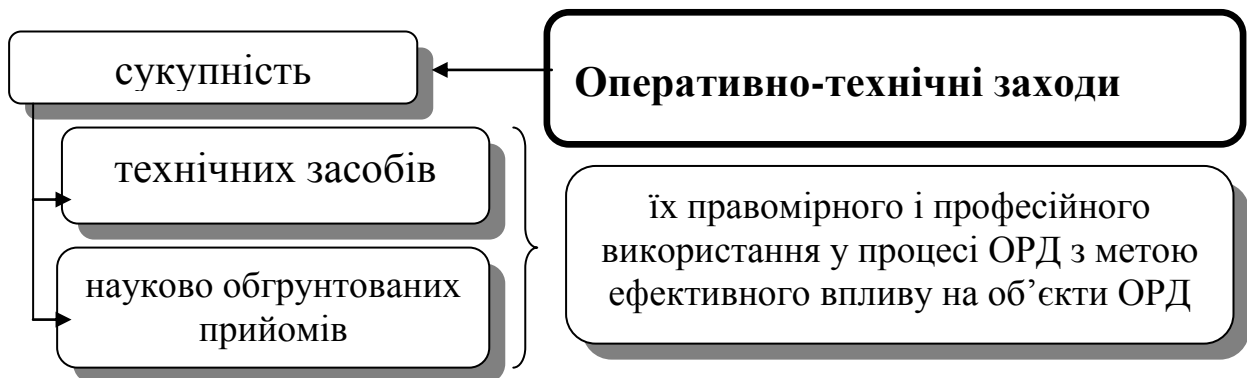 сукупність
Оперативно-технічні заходи
технічних засобів
науково обгрунтованих
прийомів
їх правомірного і професійного
використання у процесі ОРД з метою
ефективного впливу на об’єкти ОРД